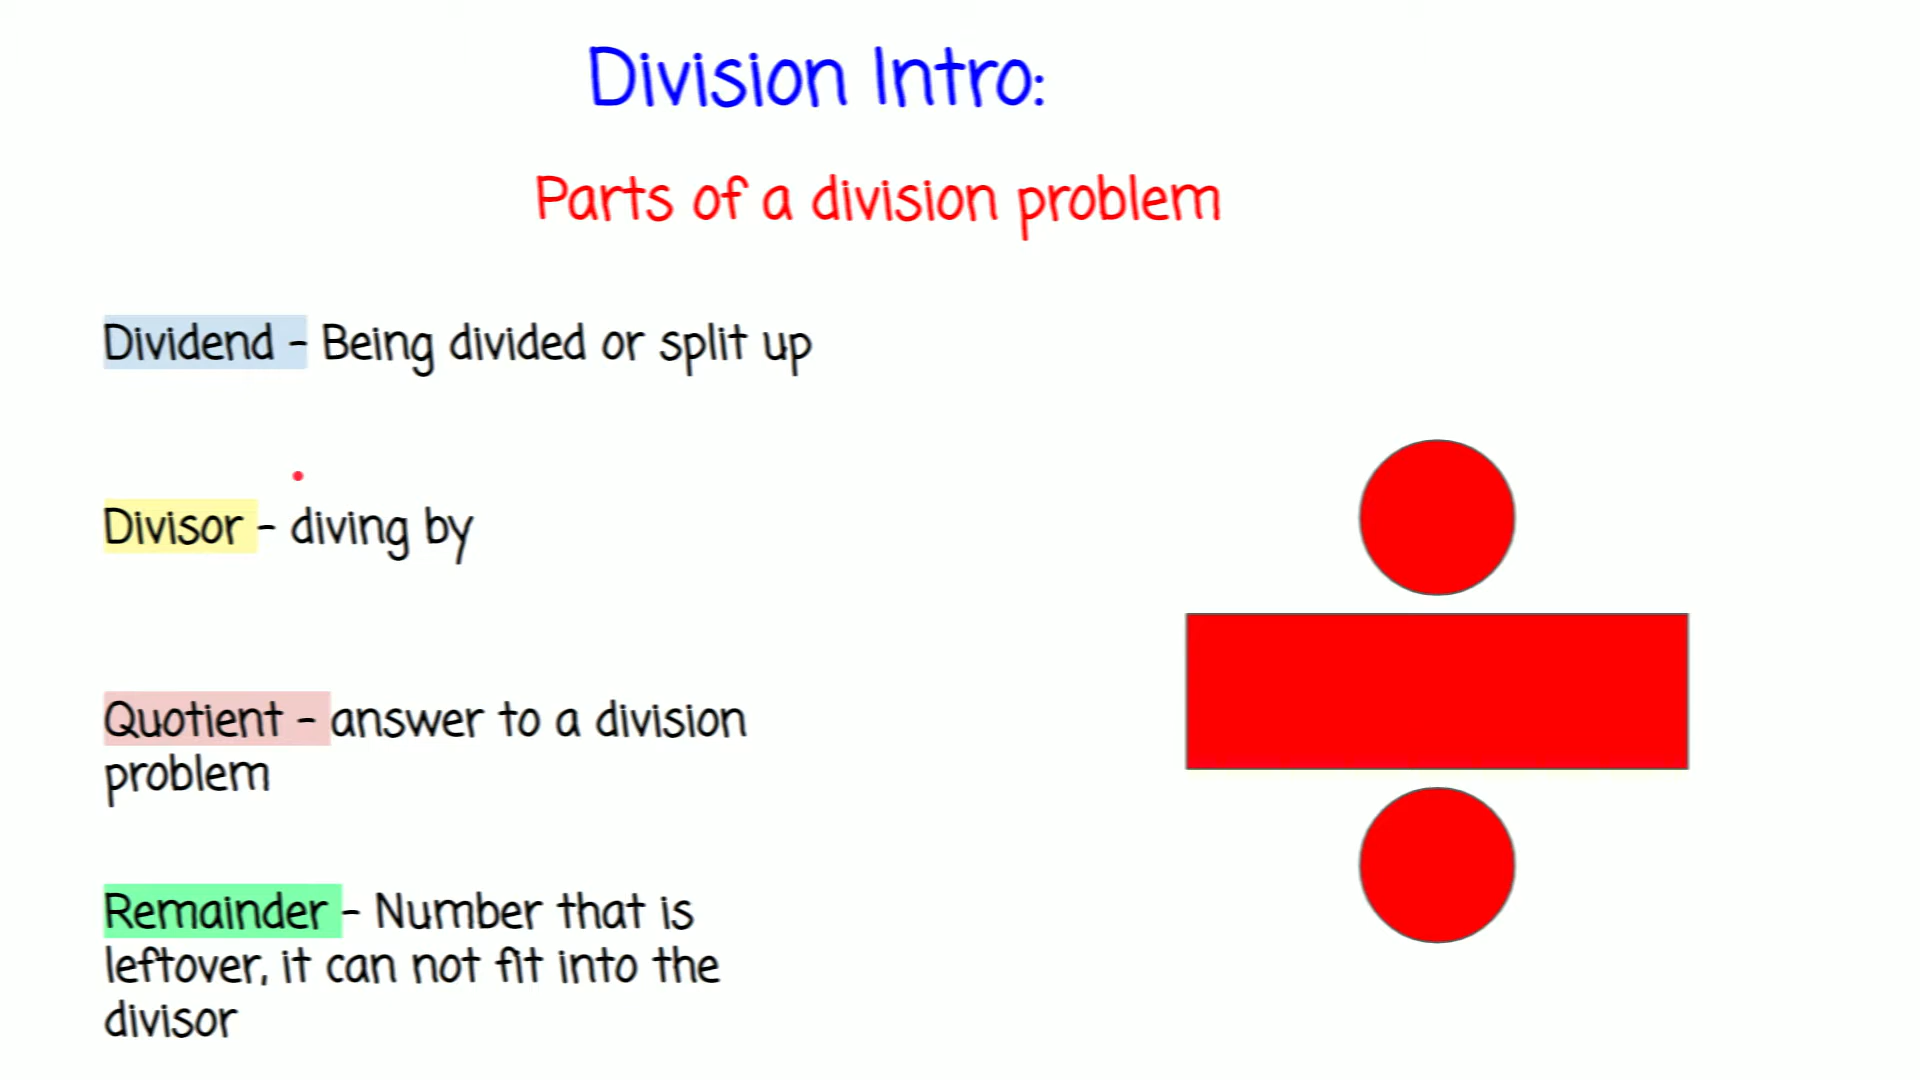 Division Intro:
Parts of a division problem
Dividend - Being divided or split up
Divisor - diving by
Quotient - answer to a division
problem
Remainder - Number that is
leftover, it can not fit into the
divisor